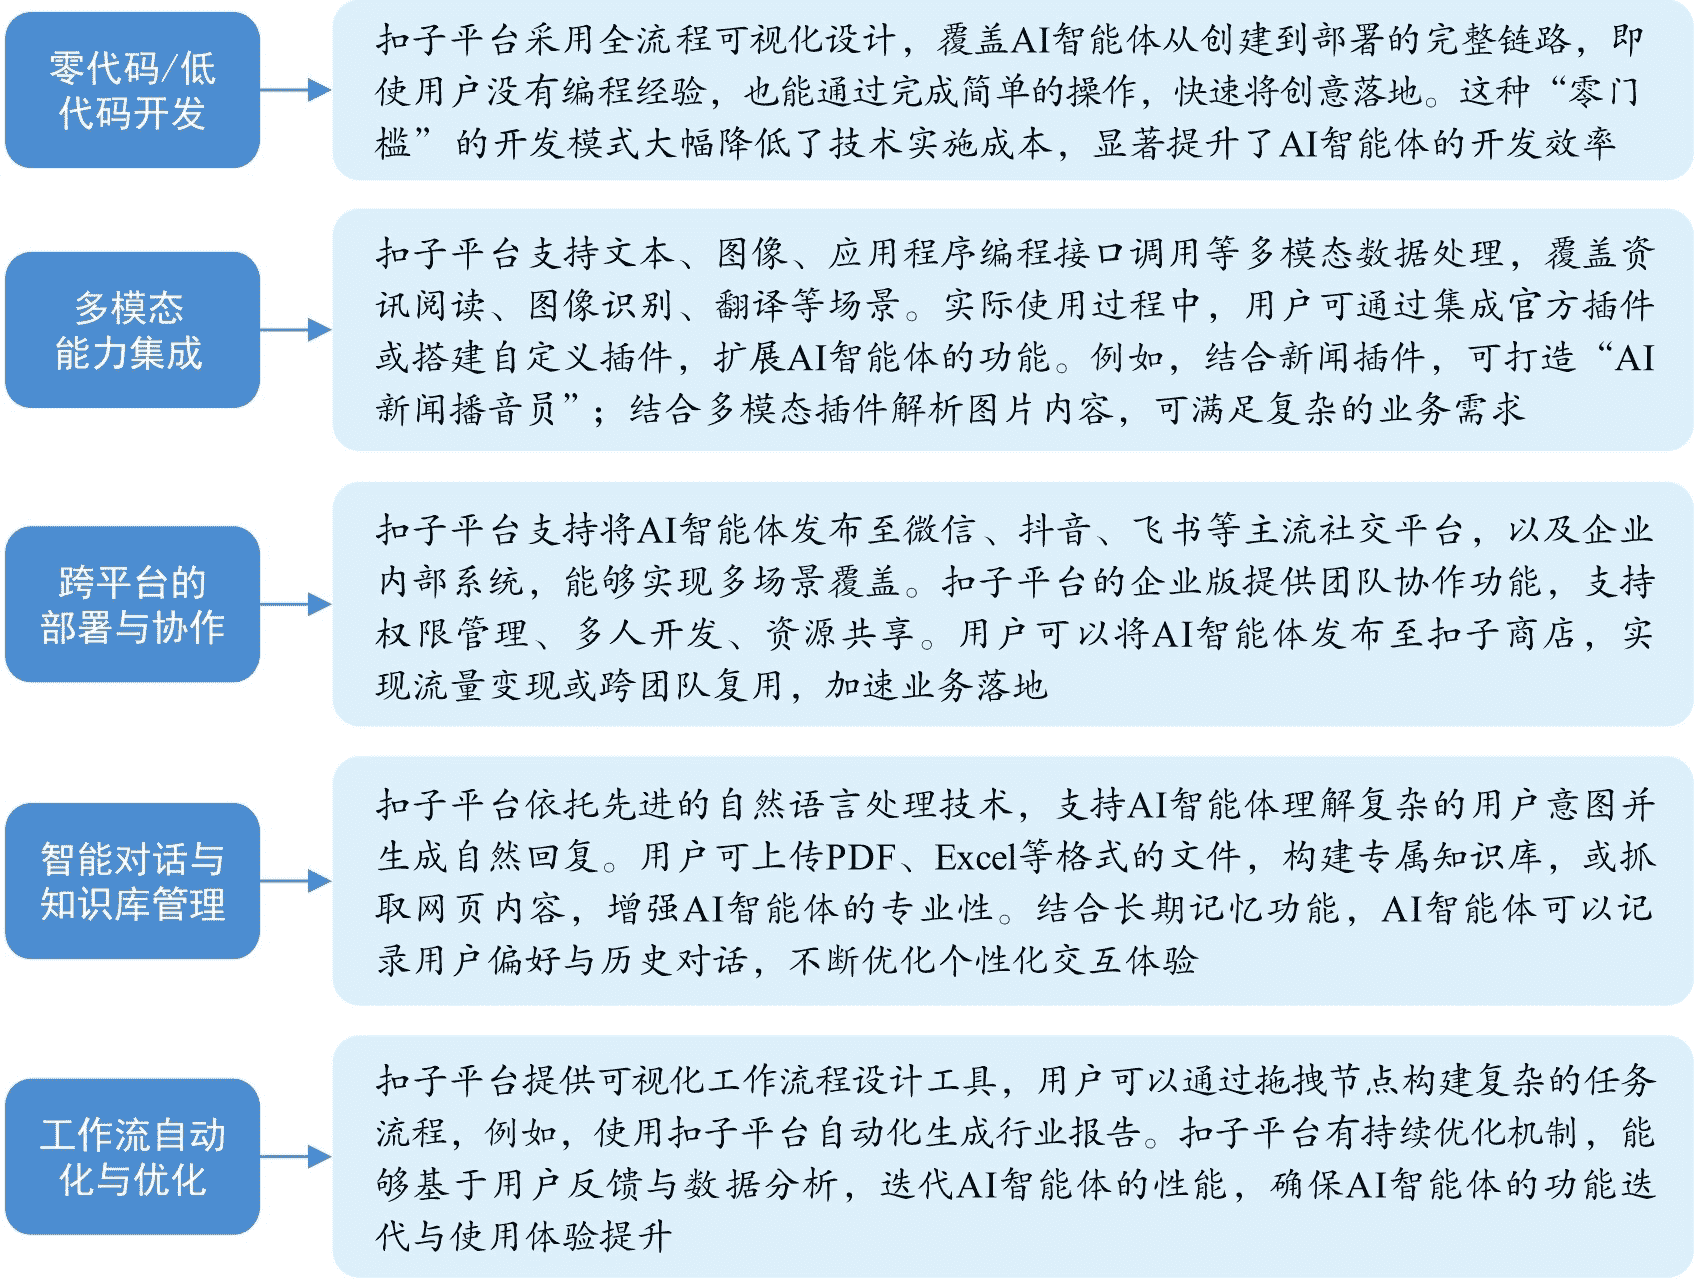 零代码/低
代码开发
扣子平台采用全流程可视化设计，覆盖AI智能体从创建到部署的完整链路，即
使用户没有编程经验，也能通过完成简单的操作，快速将创意落地。这种“零门
槛”的开发模式大幅降低了技术实施成本，显著提升了AI智能体的开发效率
多模态
能力集成
扣子平台支持文本、图像、应用程序编程接口调用等多模态数据处理，覆盖资
讯阅读、图像识别、翻译等场景。实际使用过程中，用户可通过集成官方插件
或搭建自定义插件，扩展AI智能体的功能。例如，结合新闻插件，可打造“AI
新闻播音员”；结合多模态插件解析图片内容，可满足复杂的业务需求
跨平台的
部署与协作
扣子平台支持将AI智能体发布至微信、抖音、飞书等主流社交平台，以及企业
内部系统，能够实现多场景覆盖。扣子平台的企业版提供团队协作功能，支持
权限管理、多人开发、资源共享。用户可以将AI智能体发布至扣子商店，实
现流量变现或跨团队复用，加速业务落地
智能对话与
知识库管理
扣子平台依托先进的自然语言处理技术，支持AI智能体理解复杂的用户意图并
生成自然回复。用户可上传PDF、Excel等格式的文件，构建专属知识库，或抓
取网页内容，增强AI智能体的专业性。结合长期记忆功能，AI智能体可以记
录用户偏好与历史对话，不断优化个性化交互体验
工作流自动
化与优化
扣子平台提供可视化工作流程设计工具，用户可以通过拖拽节点构建复杂的任务
流程，例如，使用扣子平台自动化生成行业报告。扣子平台有持续优化机制，能
够基于用户反馈与数据分析，迭代AI智能体的性能，确保AI智能体的功能迭
代与使用体验提升